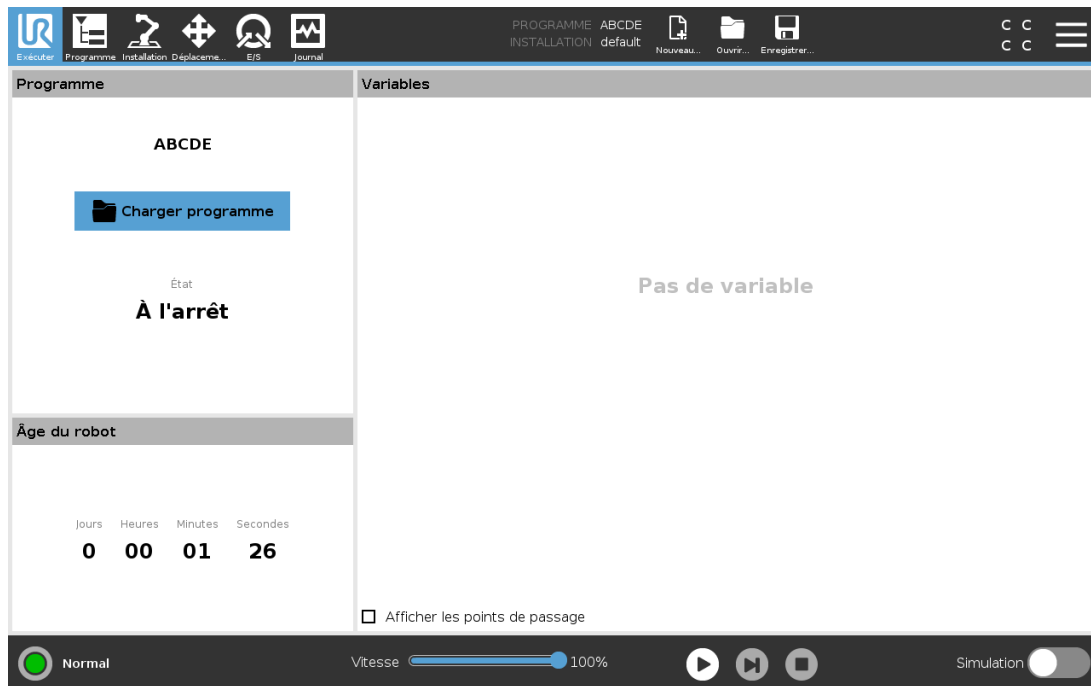 Exécuter
Programme
Installation
Déplaceme...
E/S
Journal
PROGRAMME ABCDE
INSTALLATION default
Nouveau...
Ouvrir...
Enregistrer...
C C
C C
Programme
Variables
ABCDE
Charger programme
État
À l'arrêt
Pas de variable
Âge du robot
Jours Heures Minutes Secondes
0 00 01 26
Afficher les points de passage
Normal
Vitesse 100%
Simulation